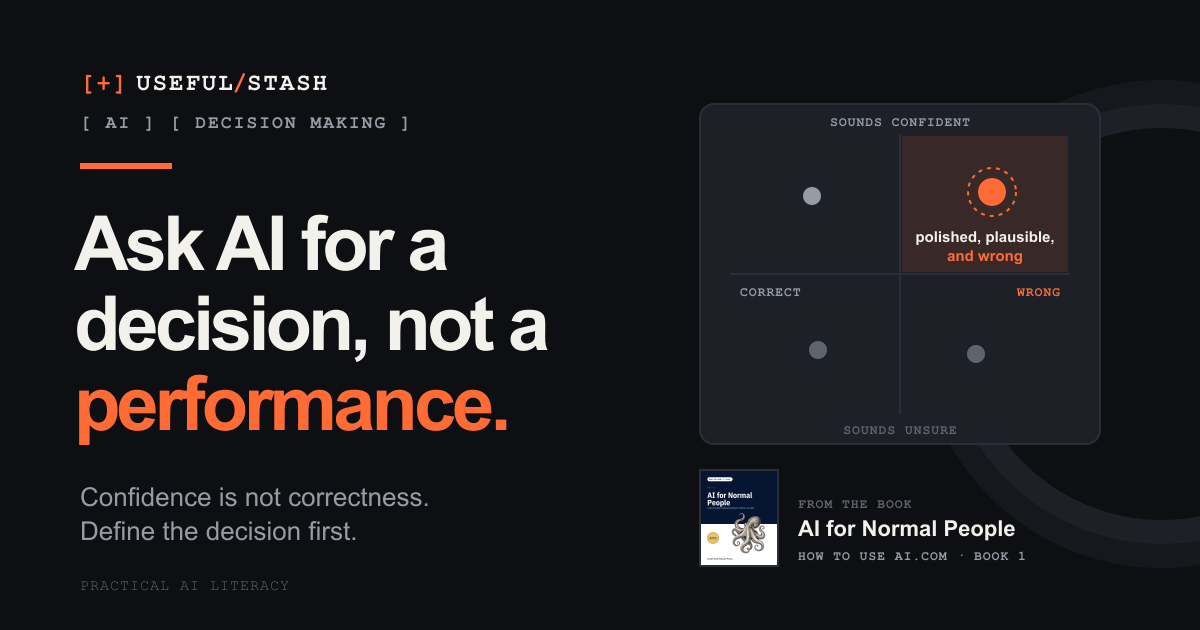 [+] USEFUL/STASH
[ AI ] [ DECISION MAKING ]
Ask AI for a
decision, not a
performance.
Confidence is not correctness.
Define the decision first.
PRACTICAL AI LITERACY
SOUNDS CONFIDENT
polished, plausible,
and wrong
CORRECT
WRONG
SOUNDS UNSURE
AI for Normal
People
FROM THE BOOK
AI for Normal People
HOW TO USE AI.COM · BOOK 1